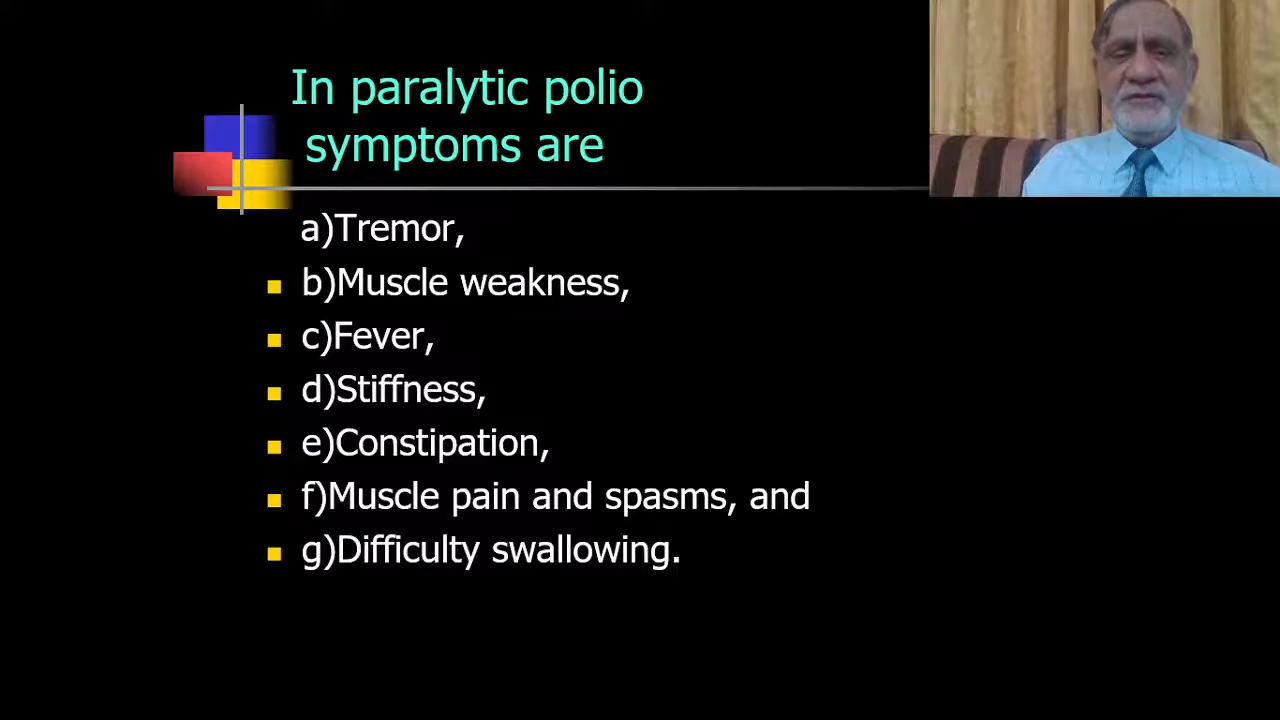 In paralytic polio
symptoms are
a)Tremor,
b)Muscle weakness,
c)Fever,
d)Stiffness,
e)Constipation,
f)Muscle pain and spasms, and
g)Difficulty swallowing.